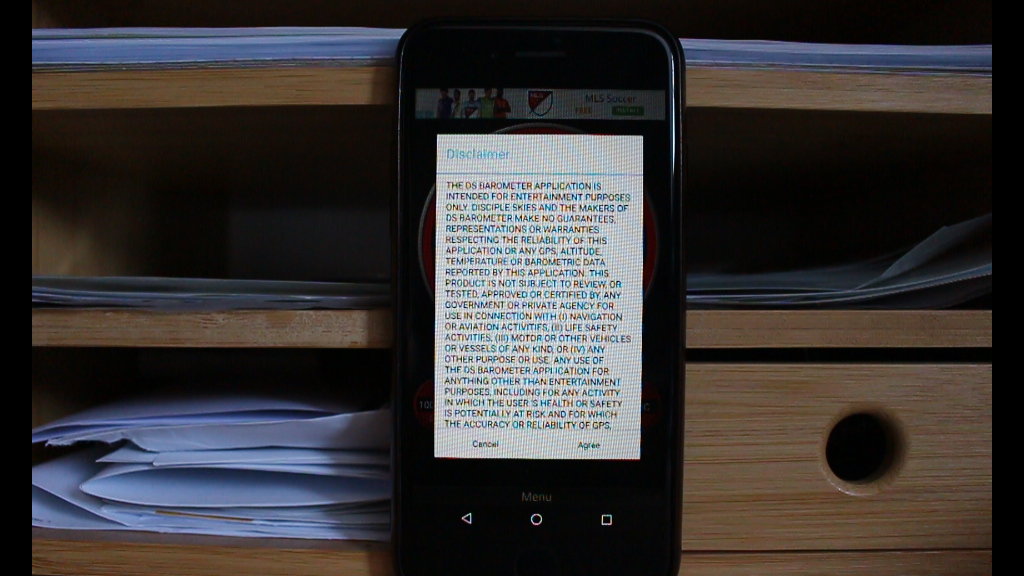 MLS Soccer
FREE
INSTALL
Disclaimer
THE DS BAROMETER APPLICATION IS
INTENDED FOR ENTERTAINMENT PURPOSES
ONLY. DISCIPLE SKIES AND THE MAKERS OF
DS BAROMETER MAKE NO GUARANTEES,
REPRESENTATIONS OR WARRANTIES
RESPECTING THE RELIABILITY OF THIS
APPLICATION OR ANY GPS, ALTITUDE,
TEMPERATURE OR BAROMETRIC DATA
REPORTED BY THIS APPLICATION. THIS
PRODUCT IS NOT SUBJECT TO REVIEW, OR
TESTED, APPROVED OR CERTIFIED BY, ANY
GOVERNMENT OR PRIVATE AGENCY FOR
USE IN CONNECTION WITH (I) NAVIGATION
OR AVIATION ACTIVITIES, (II) LIFE SAFETY
ACTIVITIES, (III) MOTOR OR OTHER VEHICLES
OR VESSELS OF ANY KIND, OR (IV) ANY
OTHER PURPOSE OR USE. ANY USE OF
THE DS BAROMETER APPLICATION FOR
ANYTHING OTHER THAN ENTERTAINMENT
PURPOSES, INCLUDING FOR ANY ACTIVITY
IN WHICH THE USER'S HEALTH OR SAFETY
IS POTENTIALLY AT RISK AND FOR WHICH
THE ACCURACY OR RELIABILITY OF GPS,
Cancel Agree
Menu